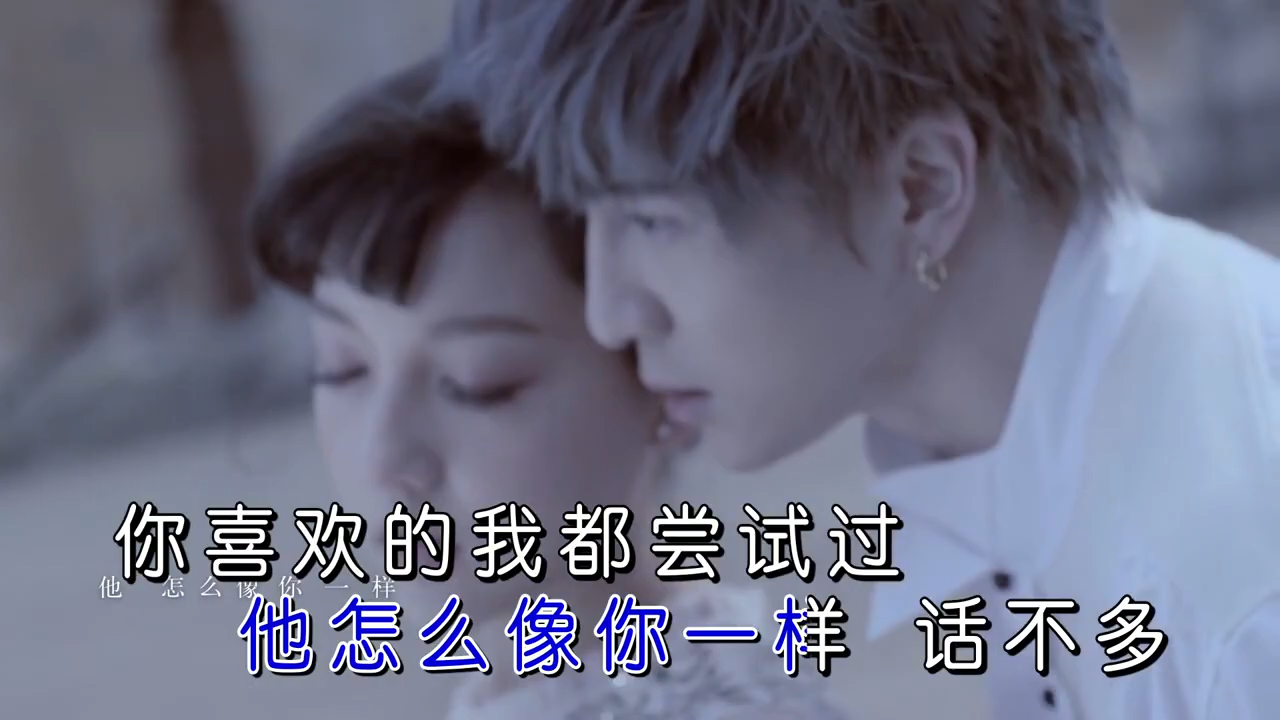 你喜欢的我都尝试过
他 怎么像你一样
他怎么像你一样 话不多